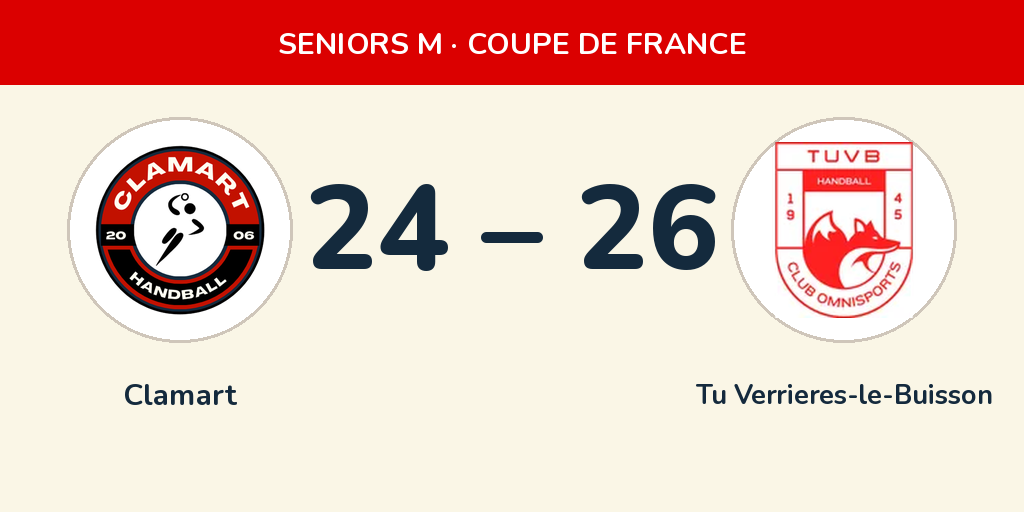 SENIORS M · COUPE DE FRANCE
CLAMART
20 06
HANDBALL
24 – 26
TUVB
HANDBALL
1 4
9 5
CLUB OMNISPORTS
Clamart
Tu Verrieres-le-Buisson